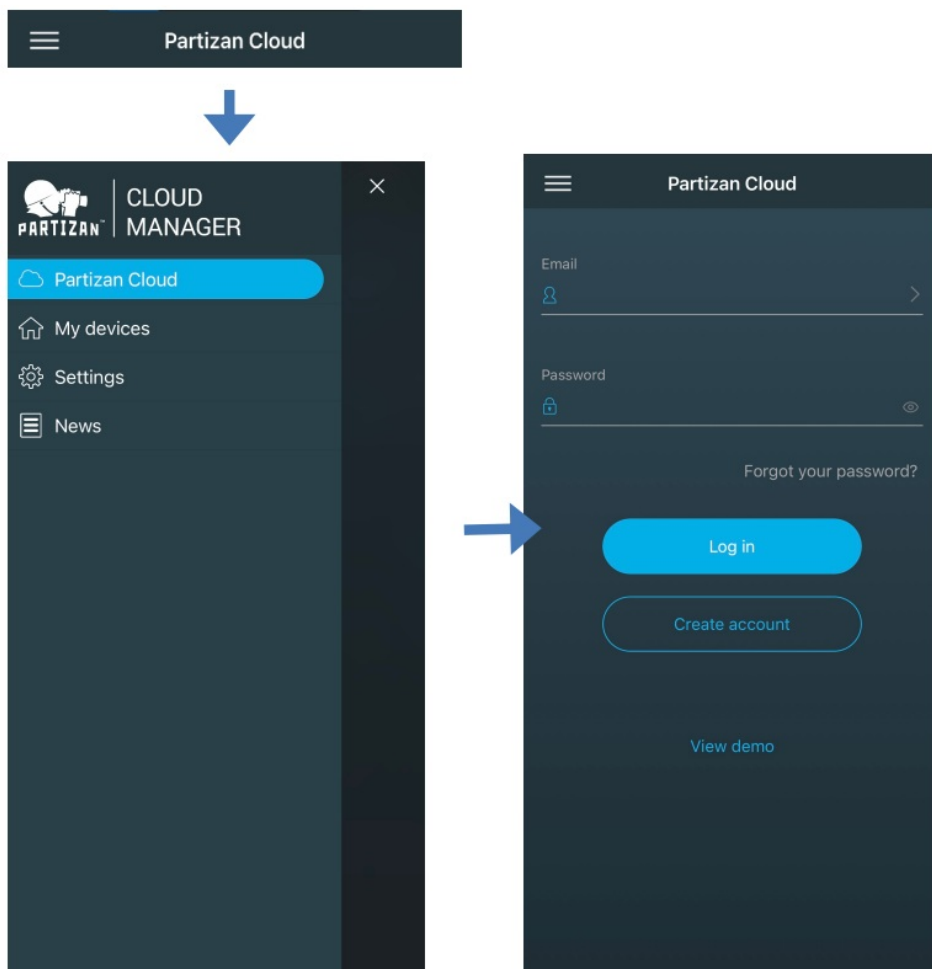 Partizan Cloud
PARTIZAN™
CLOUD
MANAGER
Partizan Cloud
My devices
Settings
News
Partizan Cloud
Email
Password
Forgot your password?
Log in
Create account
View demo